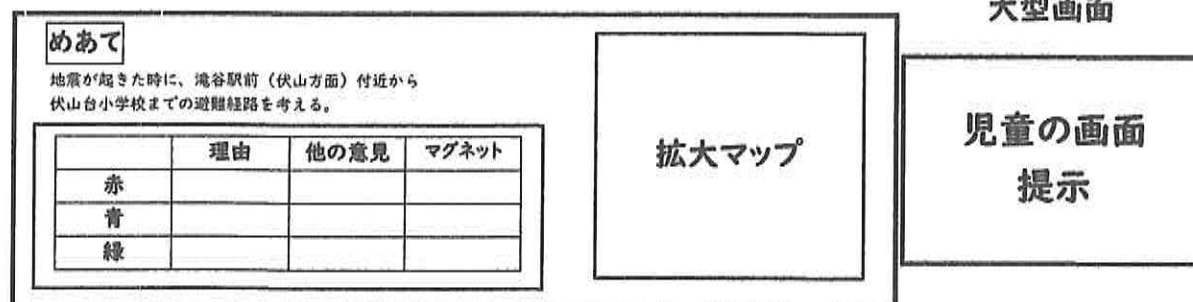 めあて
地震が起きた時に、滝谷駅前（伏山方面）付近から
伏山台小学校までの避難経路を考える。
理由 他の意見 マグネット
赤
青
緑
拡大マップ
大型画面
児童の画面
提示